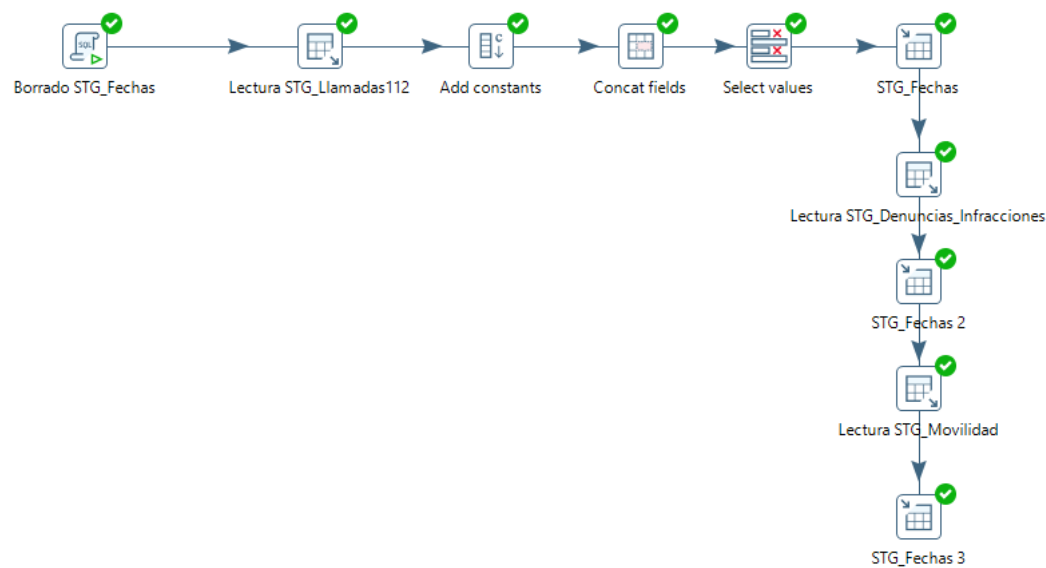 Borrado STG_Fechas
Lectura STG_Llamadas112
Add constants
Concat fields
Select values
STG_Fechas
Lectura STG_Denuncias_Infracciones
STG_Fechas 2
Lectura STG_Movilidad
STG_Fechas 3
SQL
C